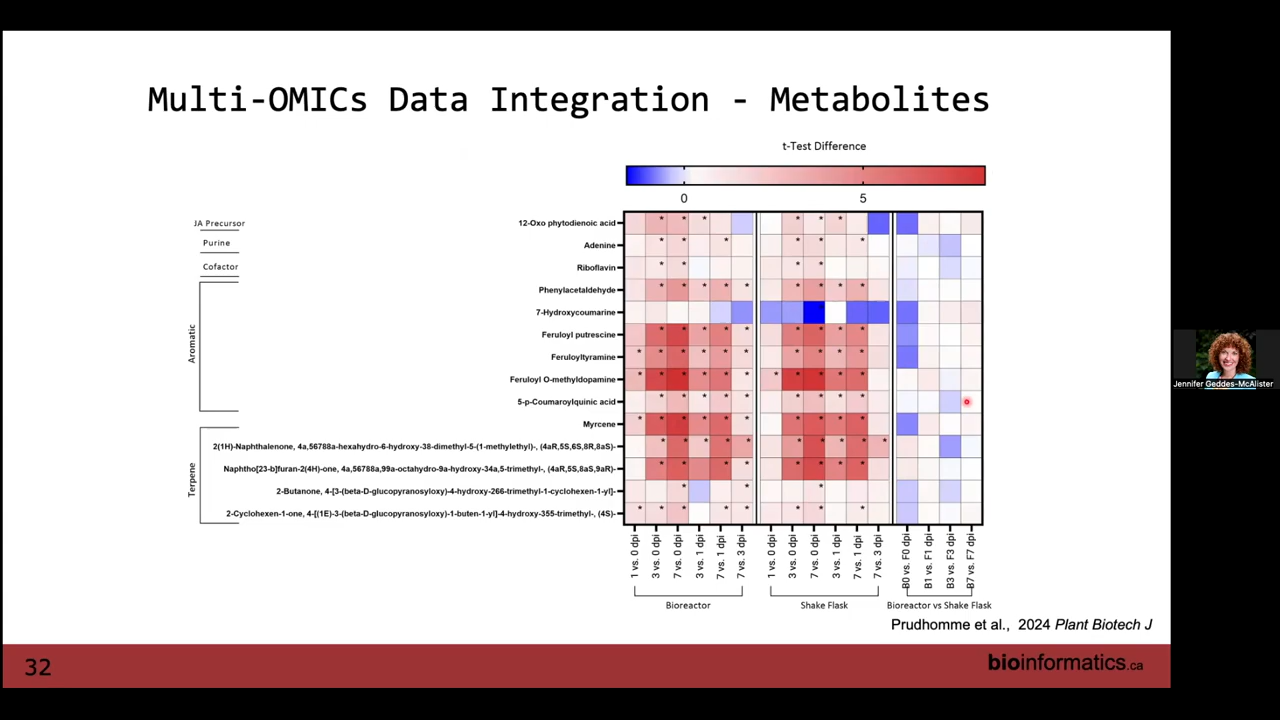 Multi-OMICs Data Integration - Metabolites
t-Test Difference
0
5
JA Precursor
Purine
Cofactor
Aromatic
Terpene
12-Oxo phytodienoic acid
Adenine
Riboflavin
Phenylacetaldehyde
7-Hydroxycoumarine
Feruloyl putrescine
Feruloyltyramine
Feruloyl O-methyldopamine
5-p-Coumaroylquinic acid
Myrcene
2(1H)-Naphthalenone, 4a,56788a-hexahydro-6-hydroxy-38-dimethyl-5-(1-methylethyl)-, (4aR,5S,6S,8R,8aS)-
Naphtho[23-b]furan-2(4H)-one, 4a,56788a,99a-octahydro-9a-hydroxy-34a,5-trimethyl-, (4aR,5S,8aS,9aR)-
2-Butanone, 4-[3-(beta-D-glucopyranosyloxy)-4-hydroxy-266-trimethyl-1-cyclohexen-1-yl]-
2-Cyclohexen-1-one, 4-[(1E)-3-(beta-D-glucopyranosyloxy)-1-buten-1-yl]-4-hydroxy-355-trimethyl-, (4S)-
1 vs. 0 dpi
3 vs. 0 dpi
7 vs. 0 dpi
3 vs. 1 dpi
7 vs. 1 dpi
7 vs. 3 dpi
1 vs. 0 dpi
3 vs. 0 dpi
7 vs. 0 dpi
3 vs. 1 dpi
7 vs. 1 dpi
7 vs. 3 dpi
B0 vs. F0 dpi
B1 vs. F1 dpi
B3 vs. F3 dpi
B7 vs. F7 dpi
Bioreactor
Shake Flask
Bioreactor vs Shake Flask
Prudhomme et al., 2024 Plant Biotech J
32
bioinformatics.ca
Jennifer Geddes-McAlister